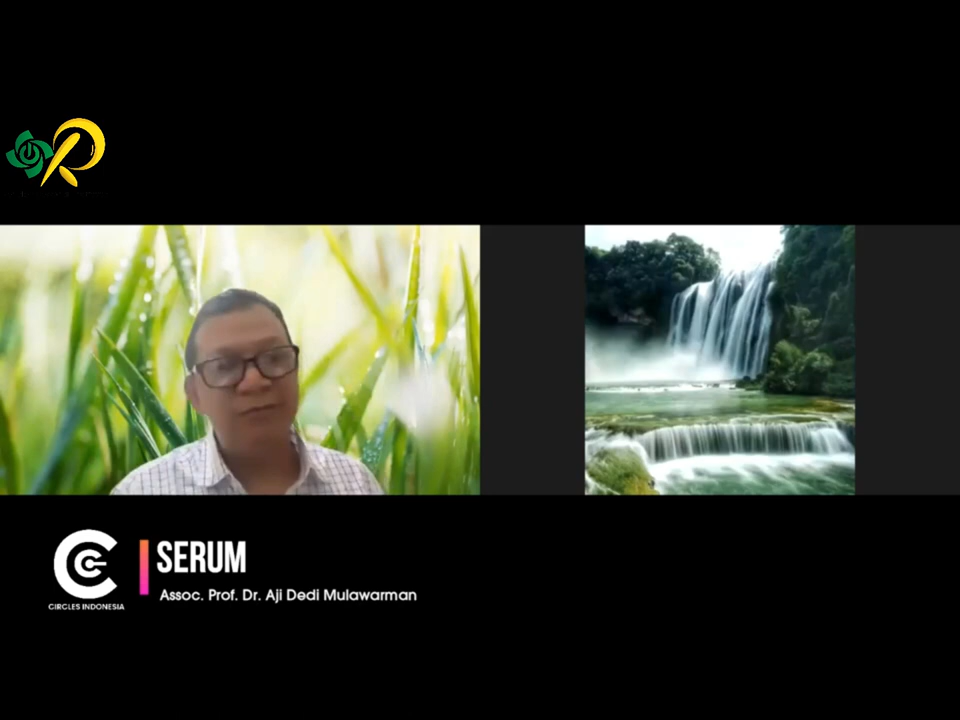 CIRCLES INDONESIA
SERUM
Assoc. Prof. Dr. Aji Dedi Mulawarman